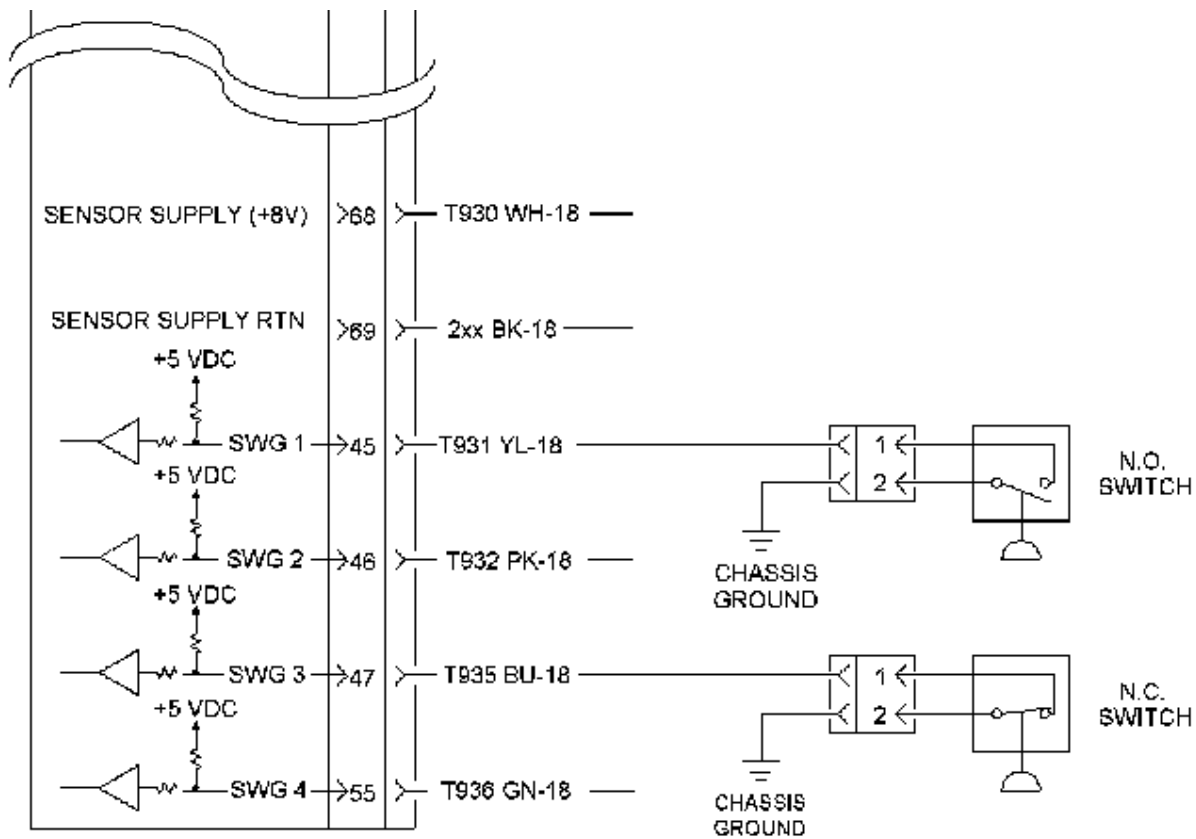 SENSOR SUPPLY (+8V) 68 T930 WH-18
SENSOR SUPPLY RTN 69 2xx BK-18
+5 VDC
SWG 1 45 T931 YL-18 1
2
N.O.
SWITCH
+5 VDC
SWG 2 46 T932 PK-18
CHASSIS
GROUND
+5 VDC
SWG 3 47 T935 BU-18 1
2
N.C.
SWITCH
+5 VDC
SWG 4 55 T936 GN-18
CHASSIS
GROUND